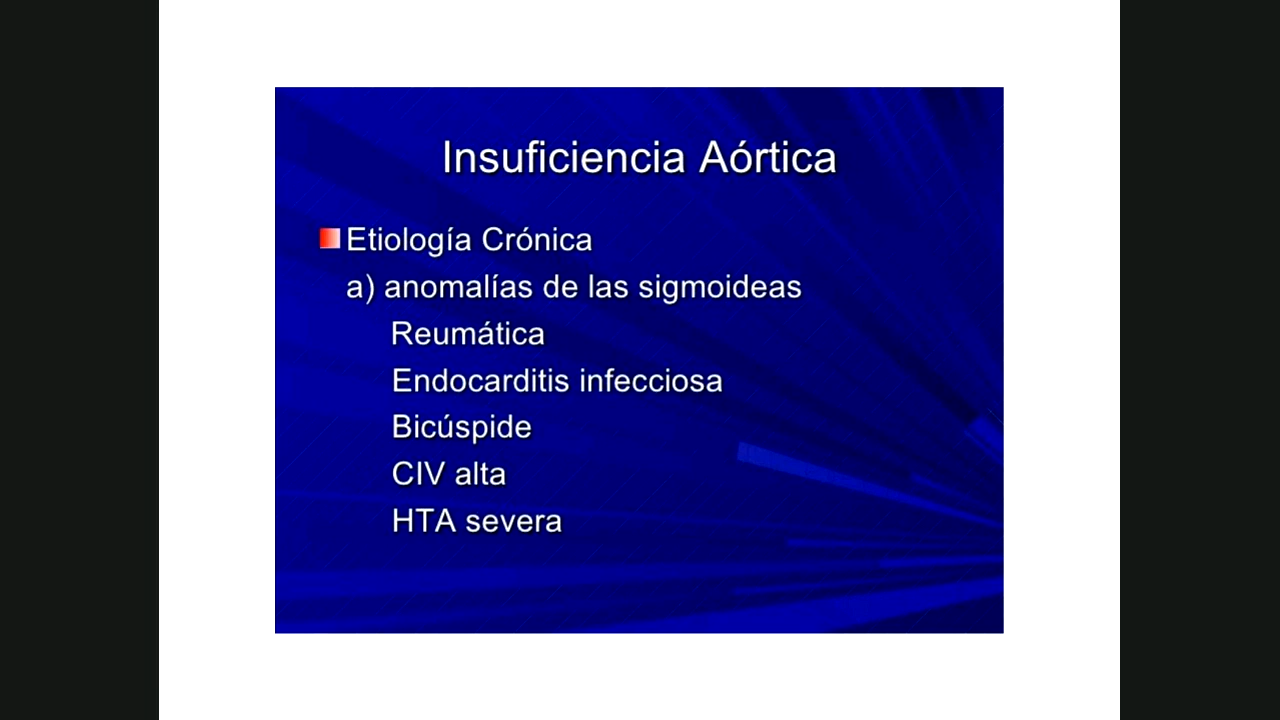 Insuficiencia Aórtica
Etiología Crónica
a) anomalías de las sigmoideas
Reumática
Endocarditis infecciosa
Bicúspide
CIV alta
HTA severa